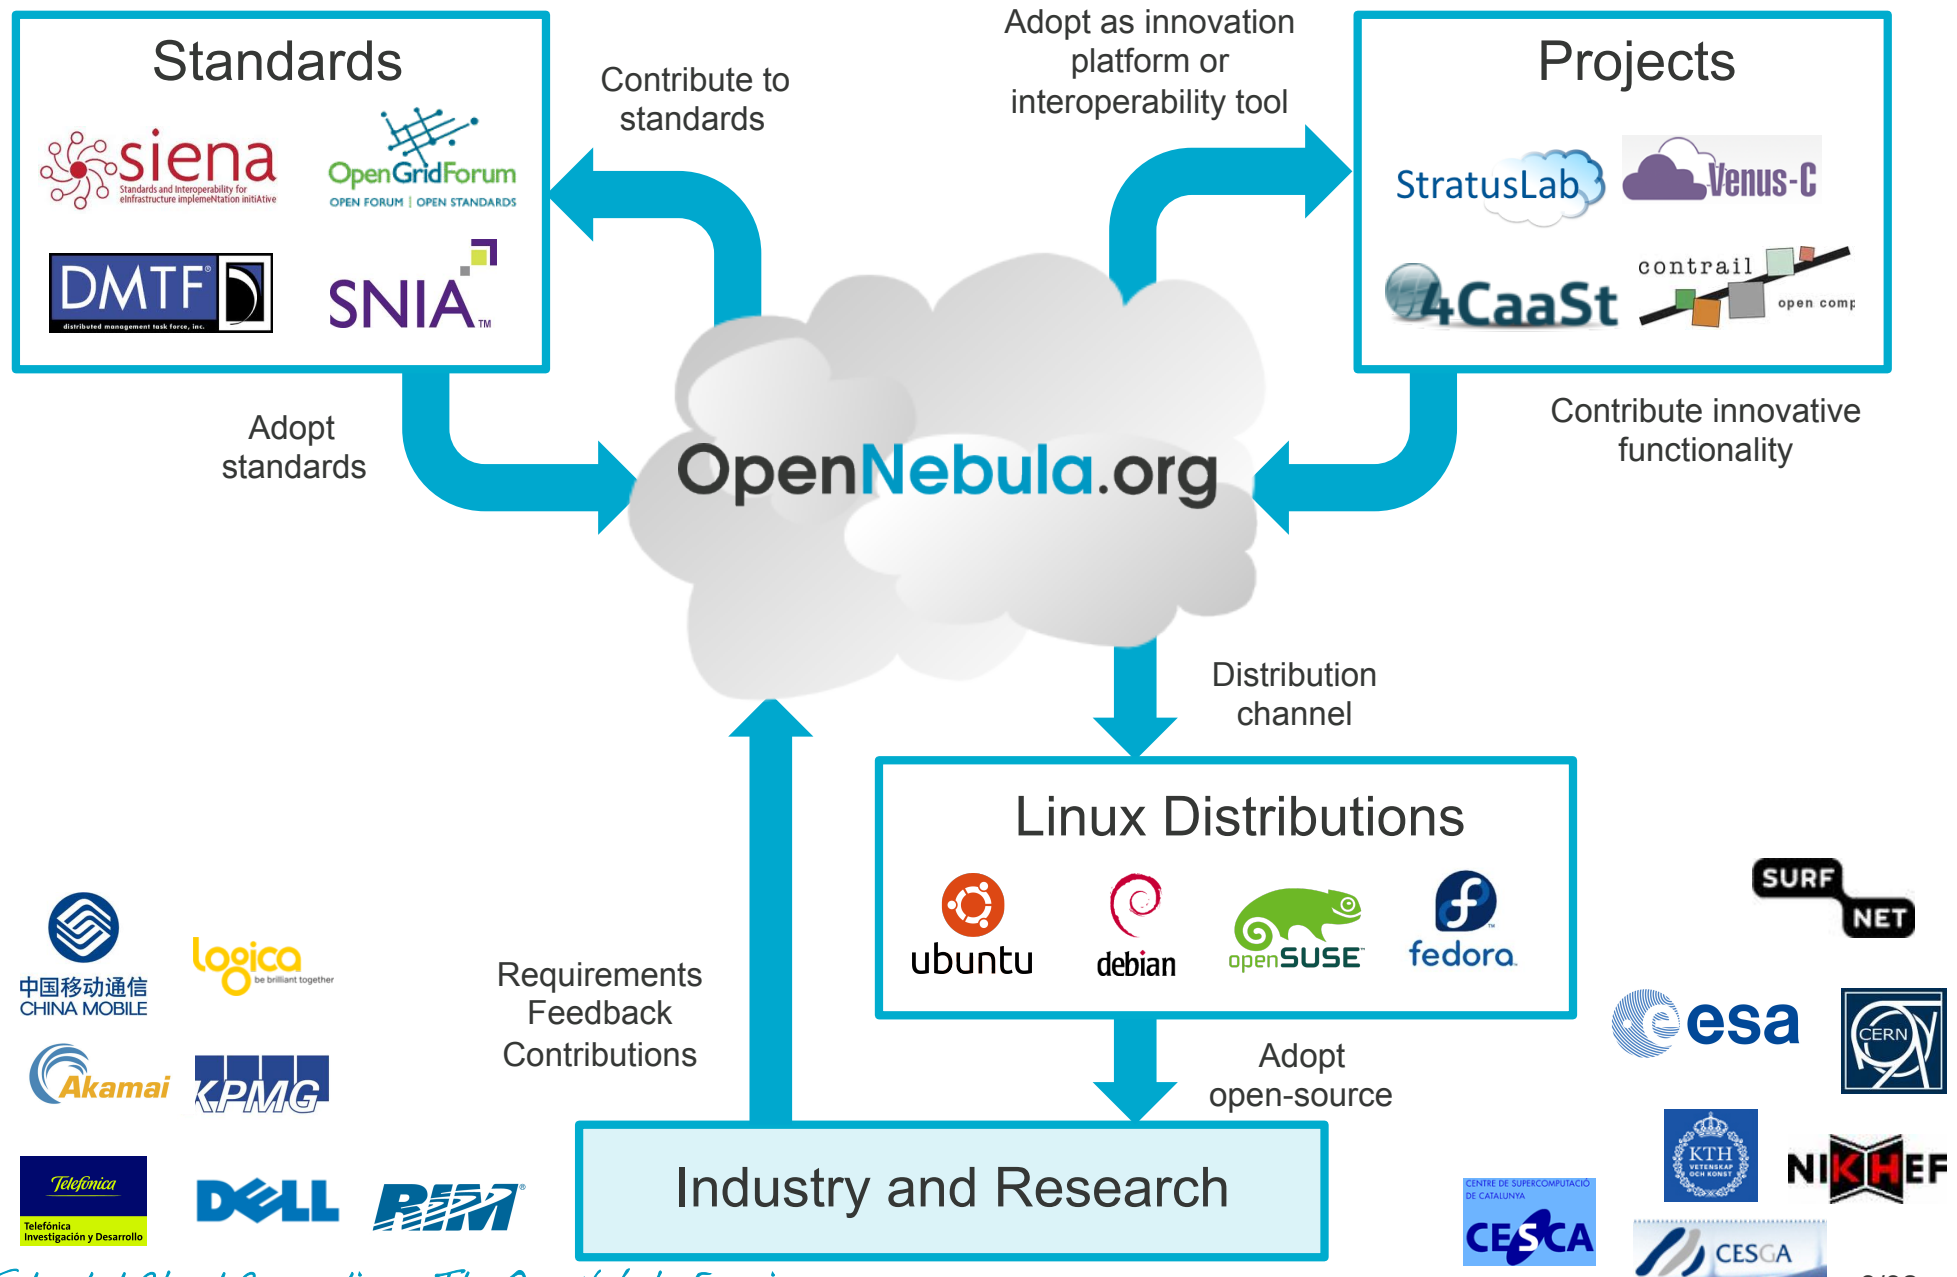 Standards
siena
Standards and Interoperability for
eInfrastructure implemeNtation initiAtive
OpenGridForum
OPEN FORUM | OPEN STANDARDS
DMTF®
distributed management task force, inc.
SNIA™
Contribute to
standards
Adopt as innovation
platform or
interoperability tool
Projects
StratusLab
Venus-C
4CaaSt
contrail
open comp
Adopt
standards
Contribute innovative
functionality
OpenNebula.org
Distribution
channel
Linux Distributions
ubuntu
debian
openSUSE
fedora
Requirements
Feedback
Contributions
Adopt
open-source
Industry and Research
中国移动通信
CHINA MOBILE
logica
be brilliant together
Akamai
KPMG
Telefónica
Telefónica
Investigación y Desarrollo
DELL
RIM®
SURF
NET
esa
CERN
KTH
VETENSKAP
OCH KONST
NIKHEF
CENTRE DE SUPERCOMPUTACIÓ
DE CATALUNYA
CESCA
CESGA